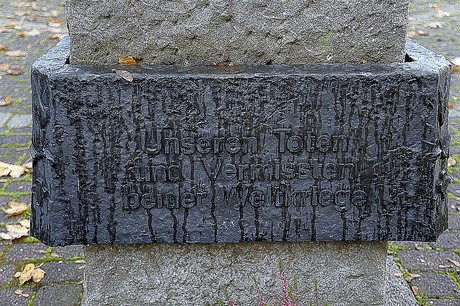 Unseren Toten
und Vermissten
beider Weltkriege